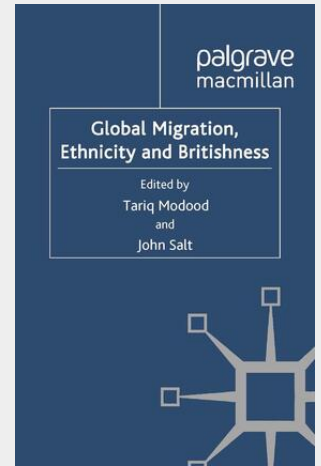 palgrave
macmillan
Global Migration,
Ethnicity and Britishness
Edited by
Tariq Modood
and
John Salt